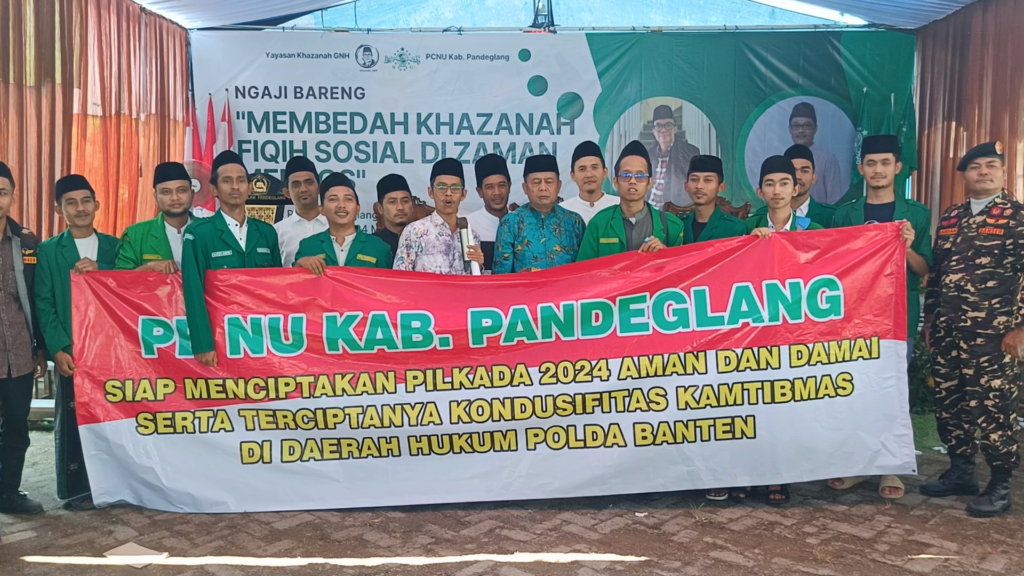 Yayasan Khazanah GNH
PCNU Kab. Pandeglang
NGAJI BARENG
"MEMBEDAH KHAZANAH
FIQIH SOSIAL DI ZAMAN
NU KAB. PANDEGLANG
SIAP MENCIPTAKAN PILKADA 2024 AMAN DAN DAMAI
SERTA TERCIPTANYA KONDUSIFITAS KAMTIBMAS
DI DAERAH HUKUM POLDA BANTEN